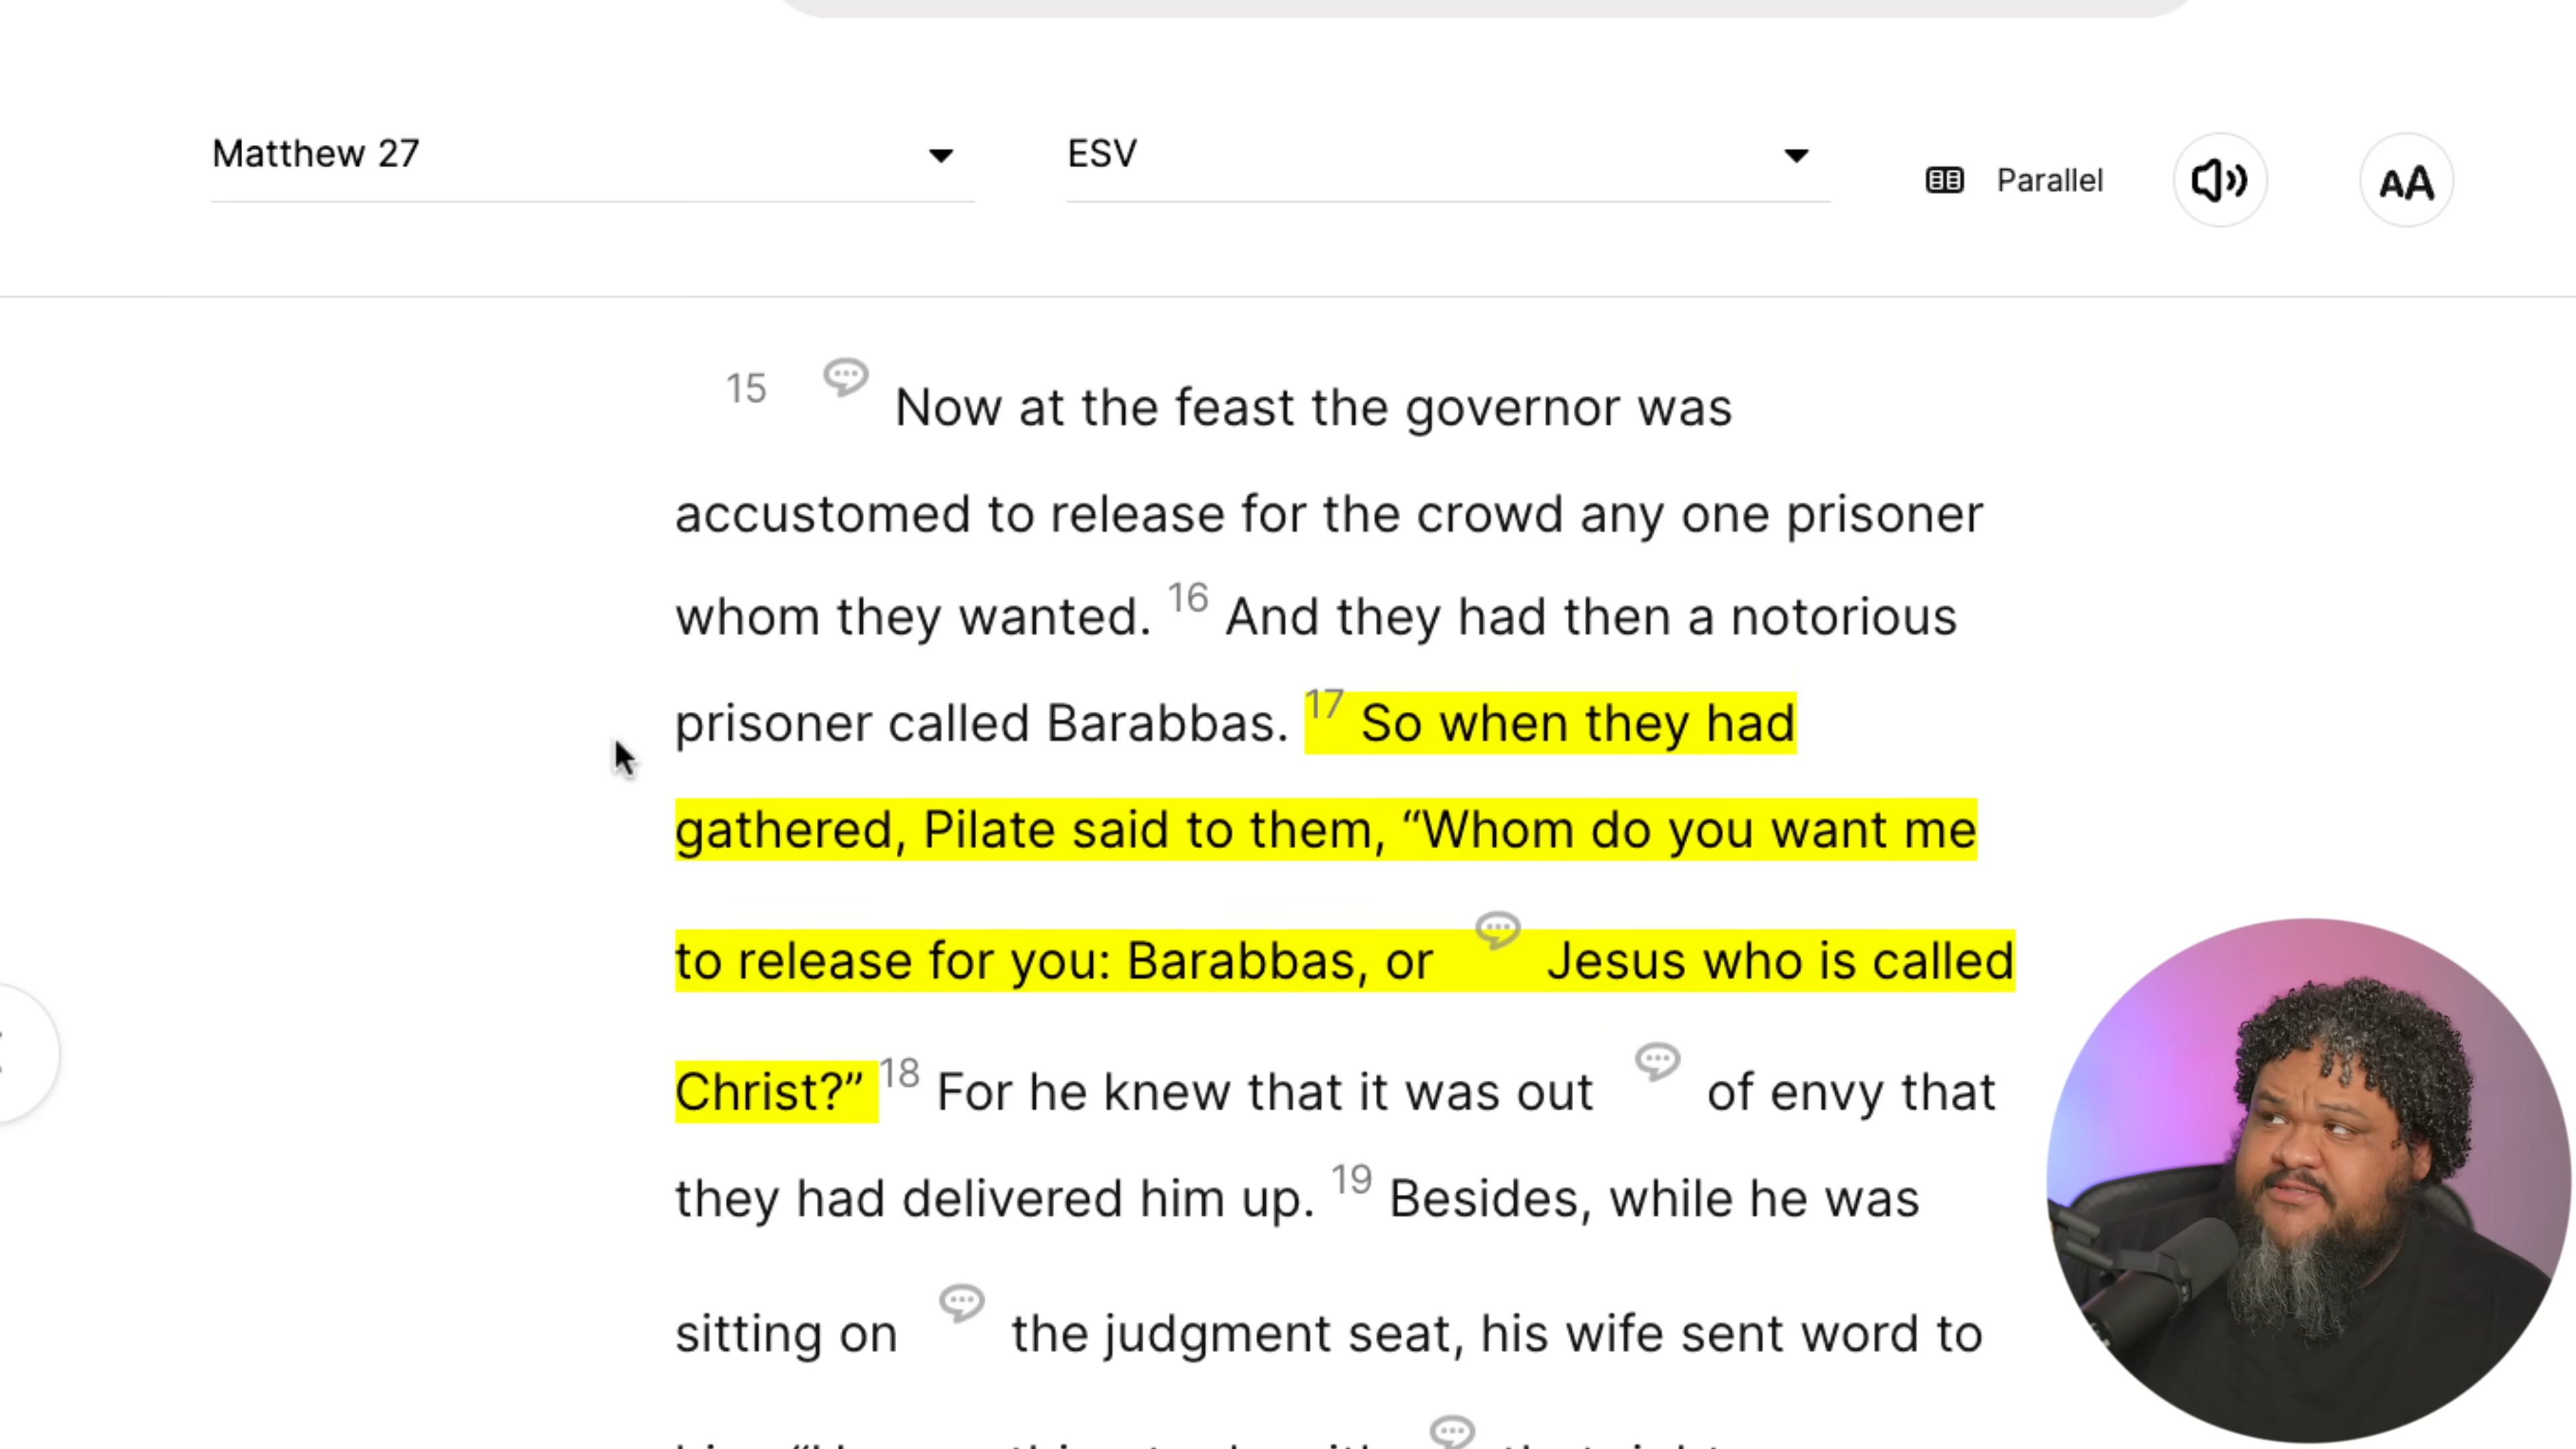 Matthew 27
ESV
Parallel
AA
15 Now at the feast the governor was
accustomed to release for the crowd any one prisoner
whom they wanted. 16 And they had then a notorious
prisoner called Barabbas. 17 So when they had
gathered, Pilate said to them, “Whom do you want me
to release for you: Barabbas, or Jesus who is called
Christ?” 18 For he knew that it was out of envy that
they had delivered him up. 19 Besides, while he was
sitting on the judgment seat, his wife sent word to